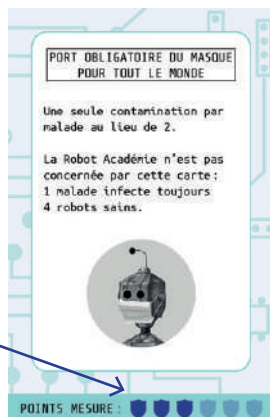 PORT OBLIGATOIRE DU MASQUE
POUR TOUT LE MONDE
Une seule contamination par
malade au lieu de 2.
La Robot Académie n'est pas
concernée par cette carte :
1 malade infecte toujours
4 robots sains.
POINTS MESURE :